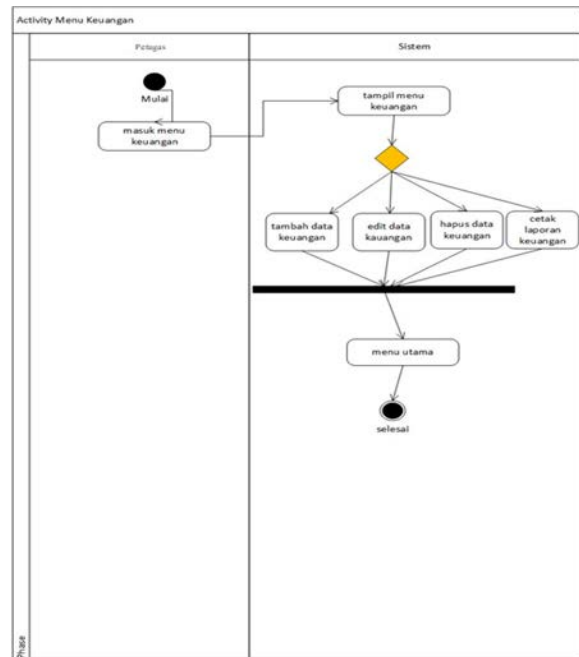 Activity Menu Keuangan
Petugas
Sistem
Mulai
masuk menu
keuangan
tampil menu
keuangan
tambah data
keuangan
edit data
kauangan
hapus data
keuangan
cetak
laporan
keuangan
menu utama
selesai
Phase